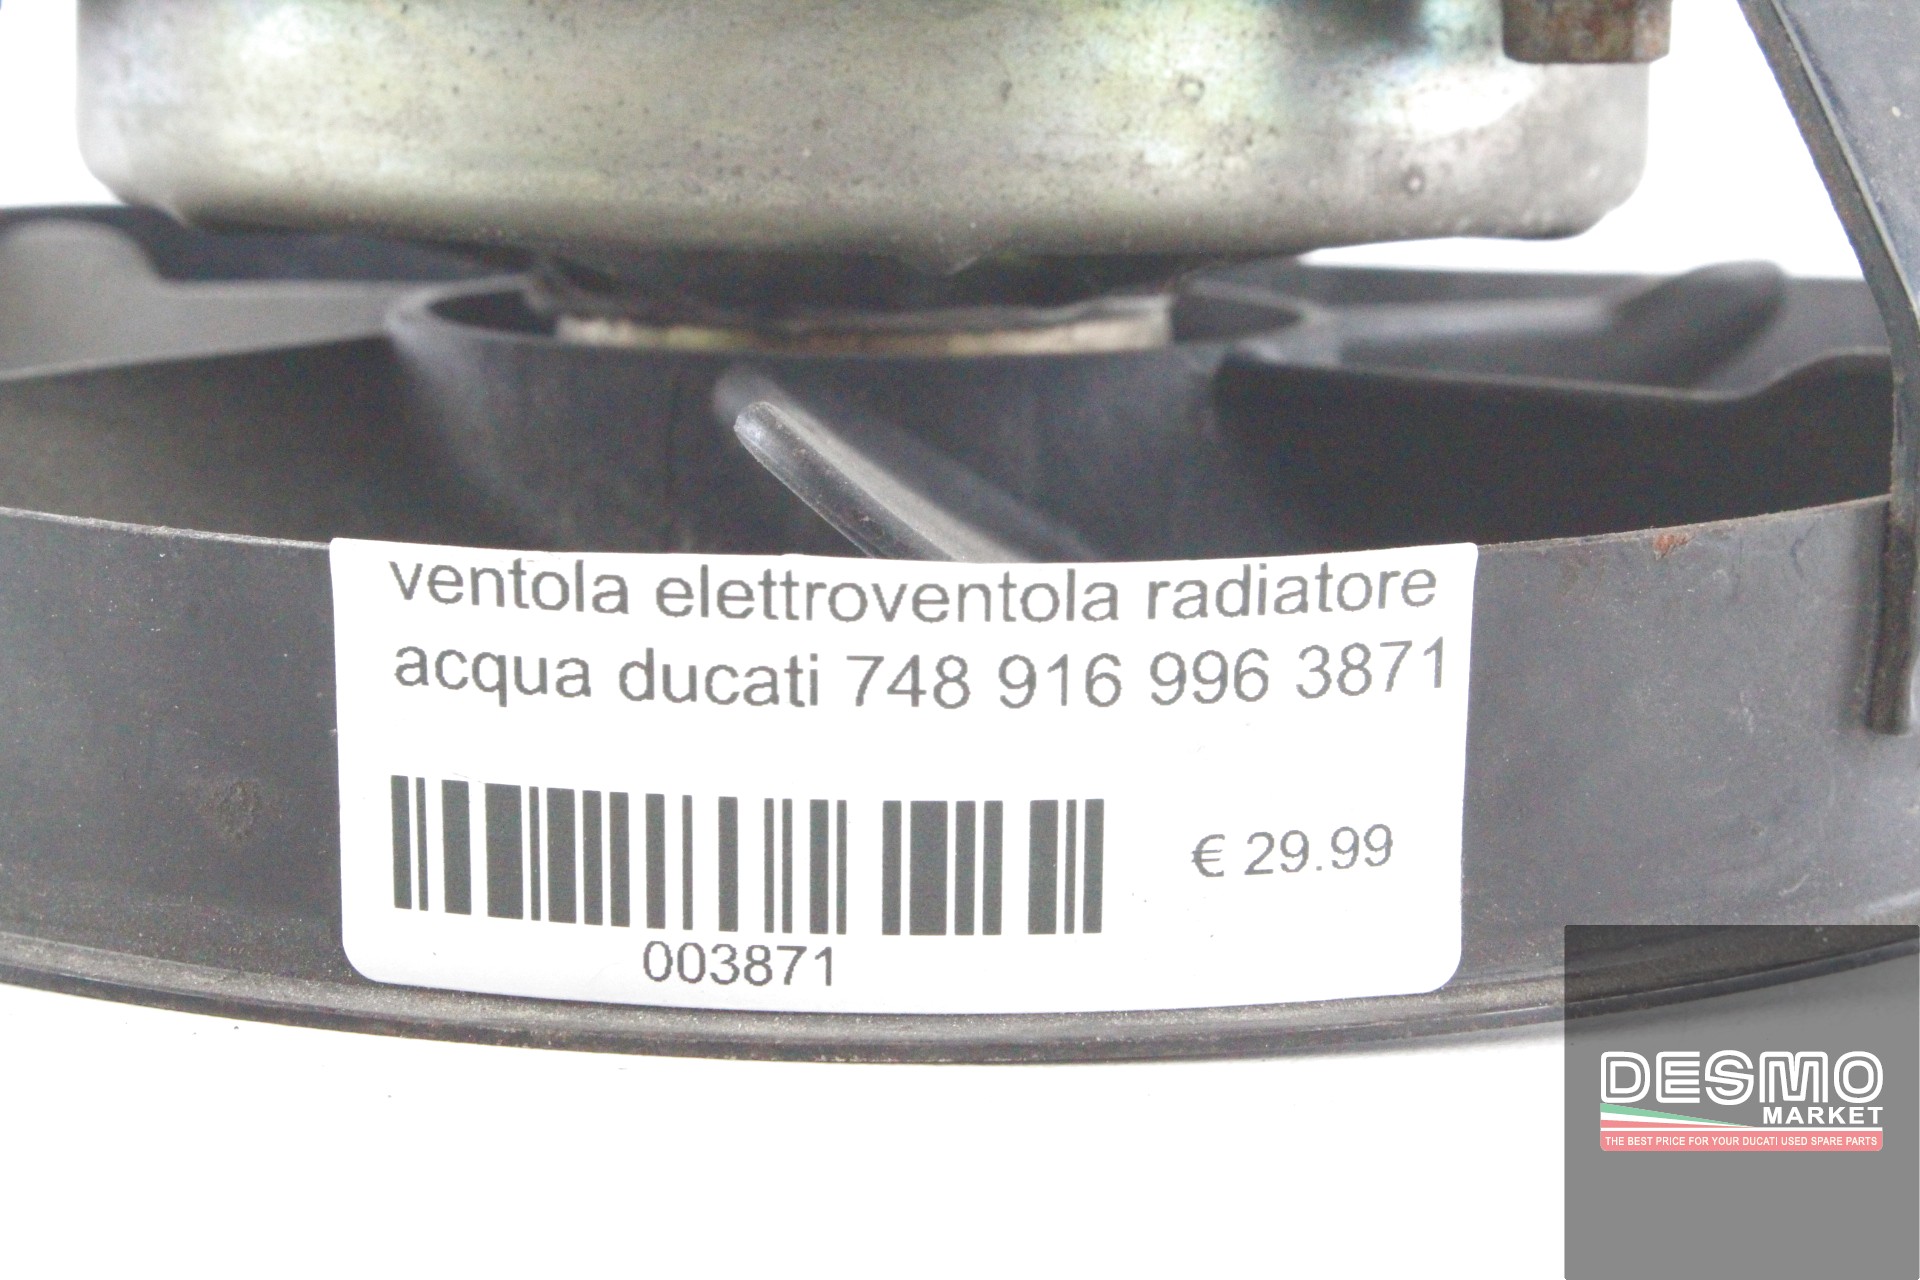 ventola elettroventola radiatore
acqua ducati 748 916 996 3871
€ 29.99
003871
DESMO
MARKET
THE BEST PRICE FOR YOUR DUCATI USED SPARE PARTS